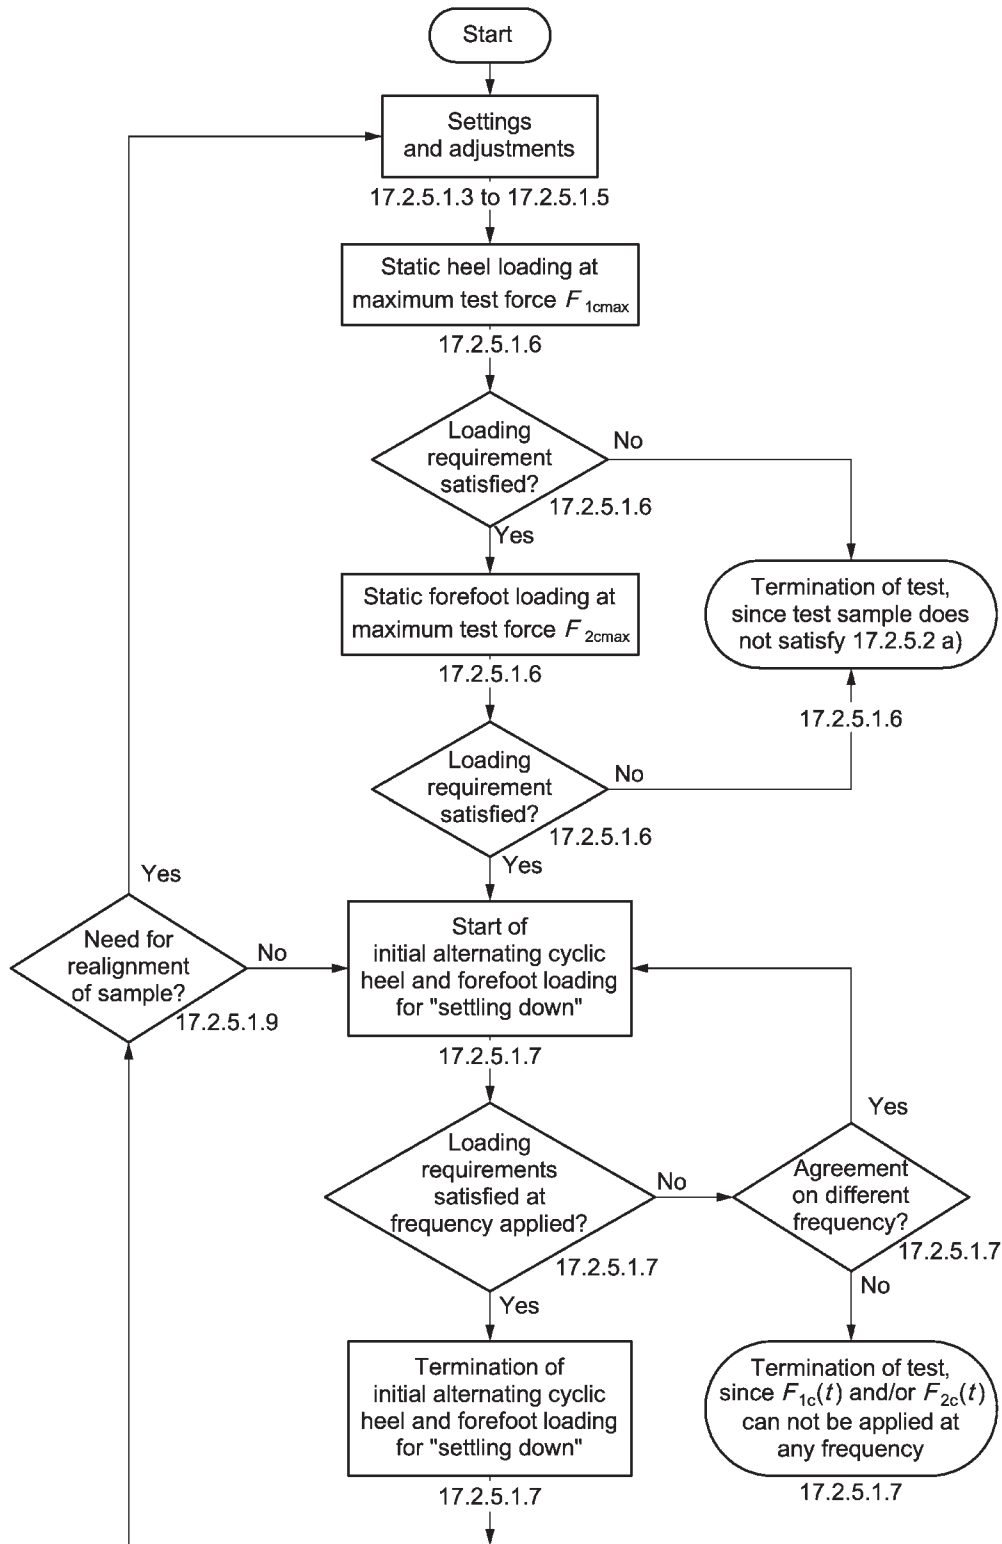 Start
Settings
and adjustments
17.2.5.1.3 to 17.2.5.1.5
Static heel loading at
maximum test force F 1cmax
17.2.5.1.6
Loading
requirement
satisfied?
No
17.2.5.1.6
Yes
Static forefoot loading at
maximum test force F 2cmax
17.2.5.1.6
Termination of test,
since test sample does
not satisfy 17.2.5.2 a)
17.2.5.1.6
Loading
requirement
satisfied?
No
17.2.5.1.6
Yes
Yes
Need for
realignment
of sample?
No
17.2.5.1.9
Start of
initial alternating cyclic
heel and forefoot loading
for "settling down"
17.2.5.1.7
Loading
requirements
satisfied at
frequency applied?
No
17.2.5.1.7
Yes
Yes
Agreement
on different
frequency?
17.2.5.1.7
No
Termination of
initial alternating cyclic
heel and forefoot loading
for "settling down"
17.2.5.1.7
Termination of test,
since F1c(t) and/or F2c(t)
can not be applied at
any frequency
17.2.5.1.7